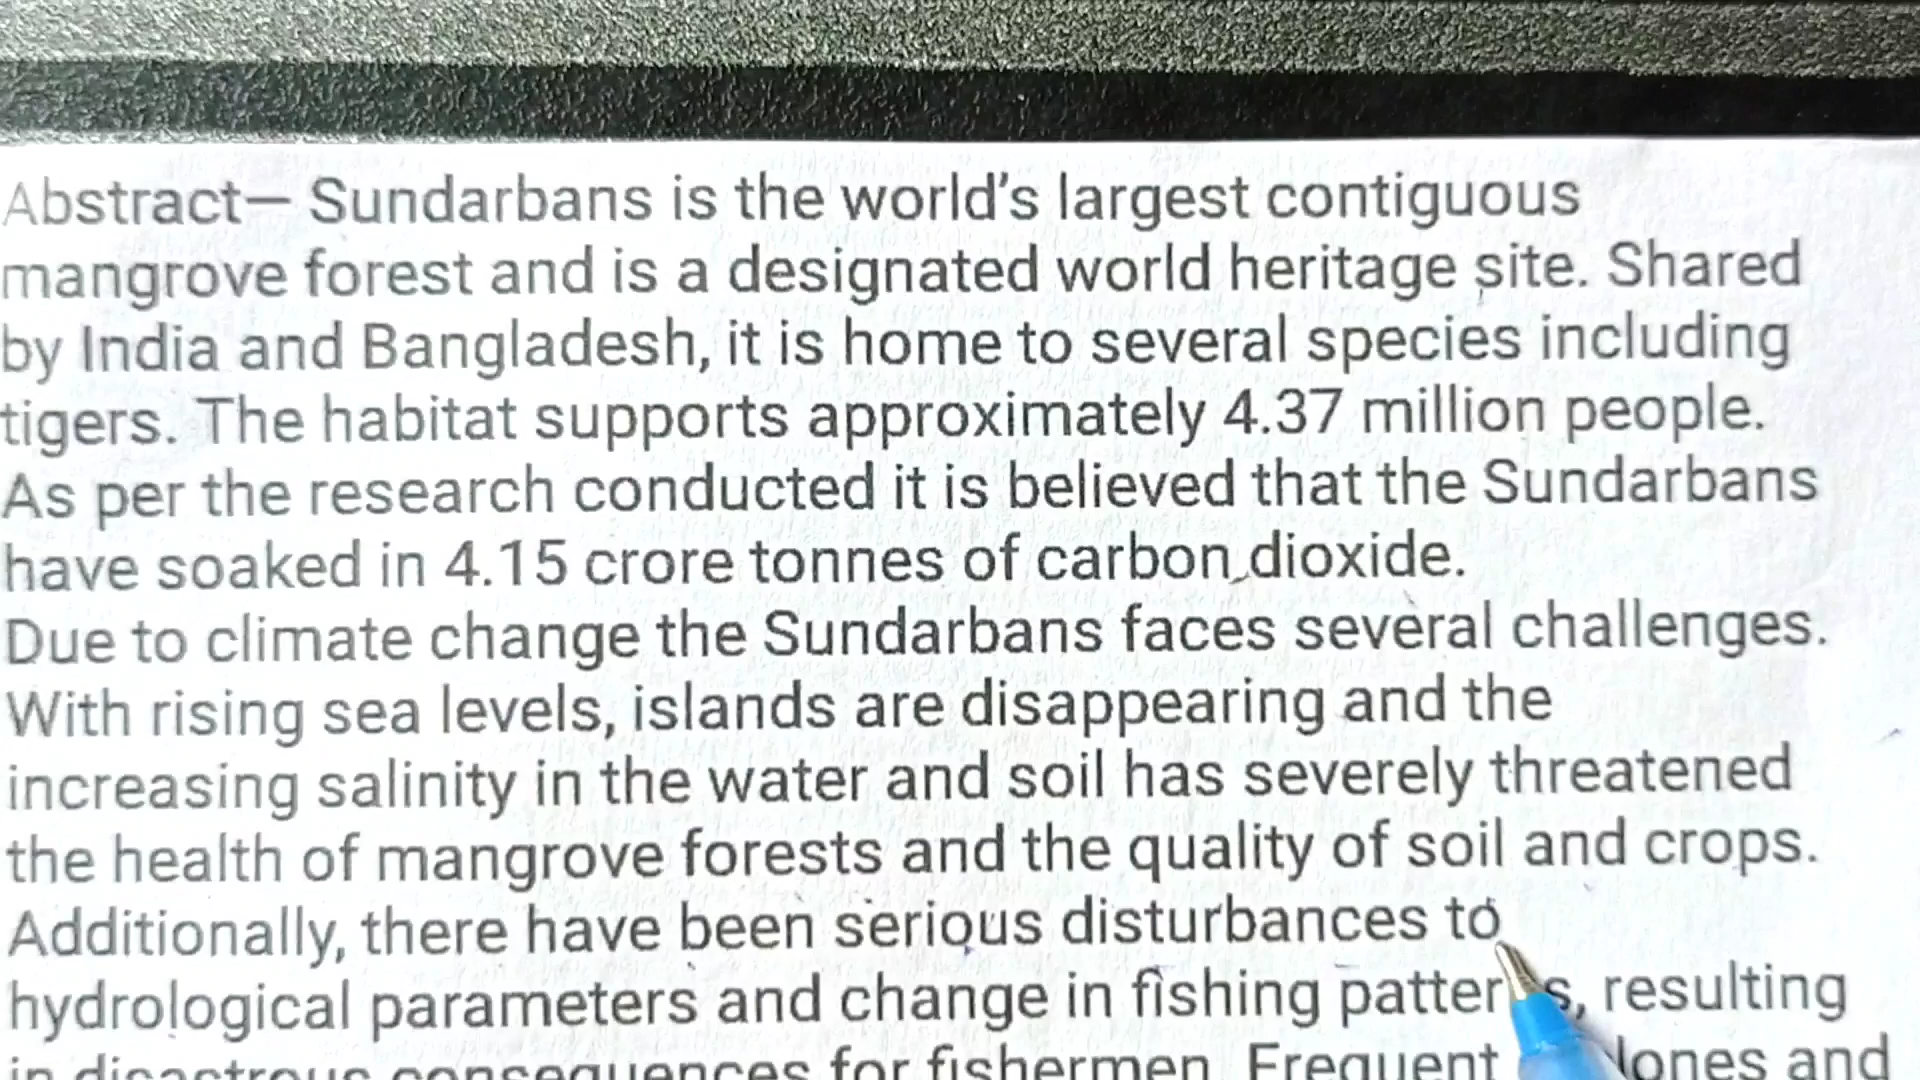 Abstract— Sundarbans is the world's largest contiguous
mangrove forest and is a designated world heritage site. Shared
by India and Bangladesh, it is home to several species including
tigers. The habitat supports approximately 4.37 million people.
As per the research conducted it is believed that the Sundarbans
have soaked in 4.15 crore tonnes of carbon dioxide.
Due to climate change the Sundarbans faces several challenges.
With rising sea levels, islands are disappearing and the
increasing salinity in the water and soil has severely threatened
the health of mangrove forests and the quality of soil and crops.
Additionally, there have been serious disturbances to
hydrological parameters and change in fishing patterns, resulting
in disastrous consequences for fishermen. Frequent and